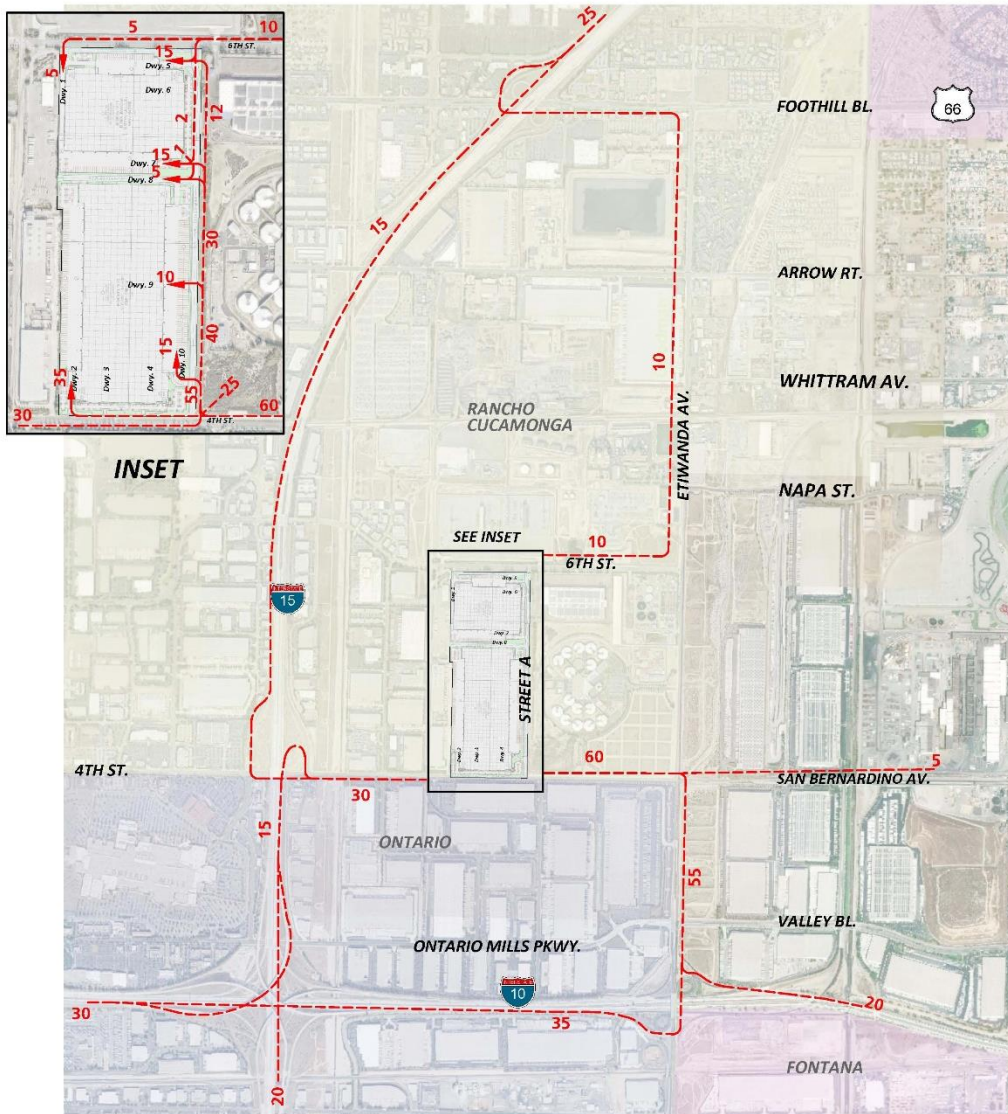 5
10
6TH ST.
15
Dwy. 5
5
Dwy. 1
Dwy. 6
2
12
15
Dwy. 7
5
Dwy. 8
30
10
Dwy. 9
40
15
Dwy. 10
35
Dwy. 2
Dwy. 3
Dwy. 4
55
25
30
60
4TH ST.
INSET
25
FOOTHILL BL.
66
15
ARROW RT.
10
ETIWANDA AV.
WHITTRAM AV.
RANCHO
CUCAMONGA
NAPA ST.
SEE INSET
10
6TH ST.
15
STREET A
60
5
4TH ST.
30
SAN BERNARDINO AV.
15
ONTARIO
55
VALLEY BL.
ONTARIO MILLS PKWY.
10
30
35
20
20
FONTANA